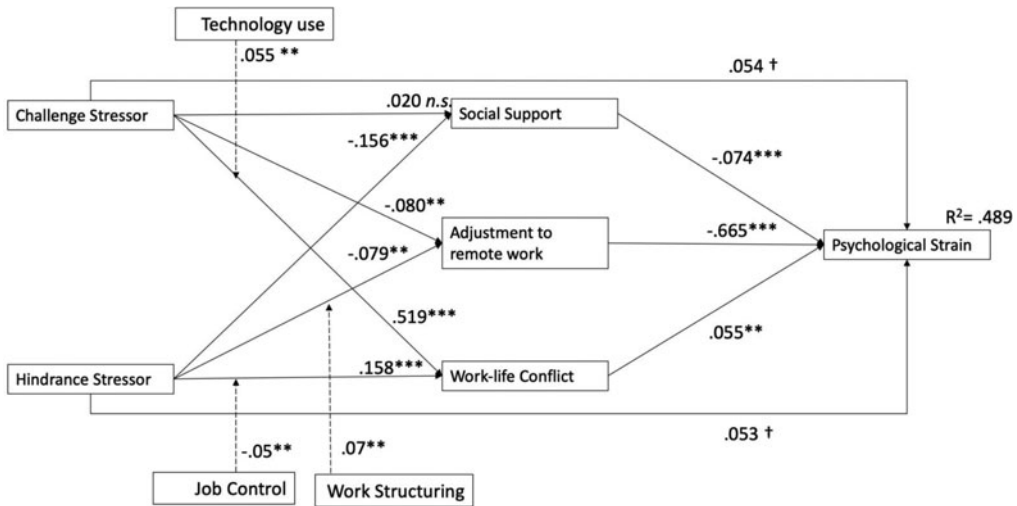 Technology use
.055 **
.054 †
Challenge Stressor
.020 n.s.
Social Support
-.156***
-.074***
-.080**
R²= .489
Adjustment to
remote work
-.665***
Psychological Strain
-.079**
.519***
.055**
Hindrance Stressor
.158***
Work-life Conflict
.053 †
-.05**
.07**
Job Control
Work Structuring